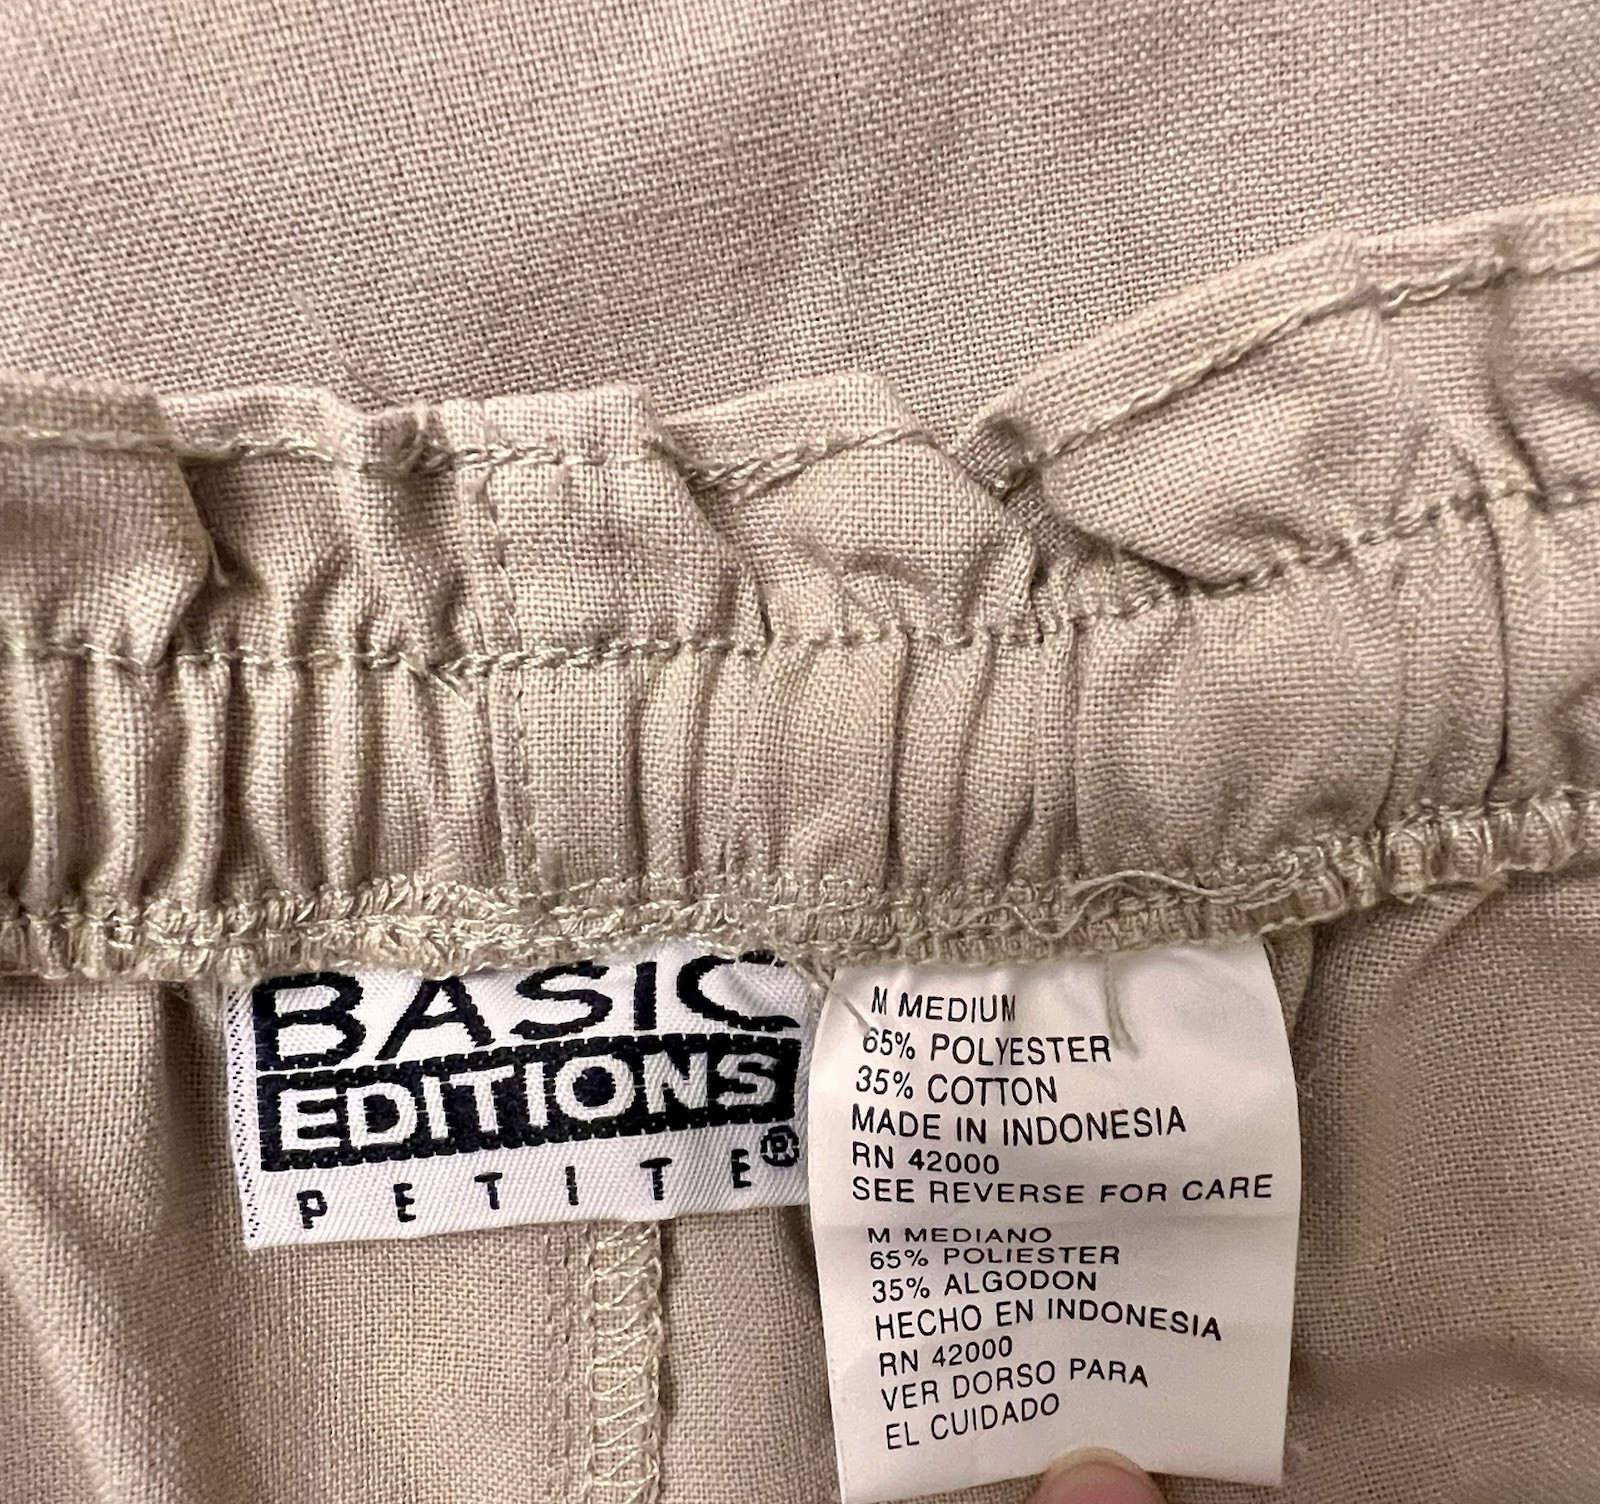 BASIC
EDITIONS
PETITE®
M MEDIUM
65% POLYESTER
35% COTTON
MADE IN INDONESIA
RN 42000
SEE REVERSE FOR CARE
M MEDIANO
65% POLIESTER
35% ALGODON
HECHO EN INDONESIA
RN 42000
VER DORSO PARA
EL CUIDADO